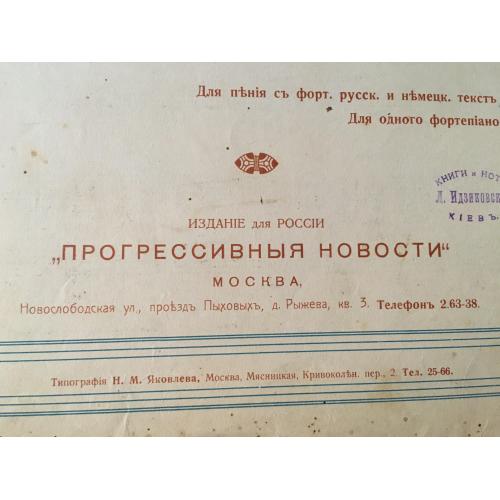 Для пѣнія съ форт. русск. и нѣмецк. текстъ
Для одного фортепіано
КНИГИ и НОТ
Л. Идзиковск
КІЕВЪ.
ИЗДАНІЕ для РОССІИ
„ПРОГРЕССИВНЫЯ НОВОСТИ“
МОСКВА,
Новослободская ул., проѣздъ Пыховыхъ, д. Рыжева, кв. 3. Телефонъ 2.63-38.
Типографія Н. М. Яковлева, Москва, Мясницкая, Кривоколѣн. пер., 2. Тел. 25-66.